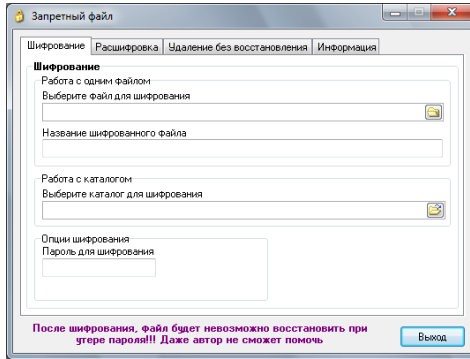 Запретный файл
Шифрование Расшифровка Удаление без восстановления Информация
Шифрование
Работа с одним файлом
Выберите файл для шифрования
Название шифрованного файла
Работа с каталогом
Выберите каталог для шифрования
Опции шифрования
Пароль для шифрования
После шифрования, файл будет невозможно восстановить при
утере пароля!!! Даже автор не сможет помочь
Выход